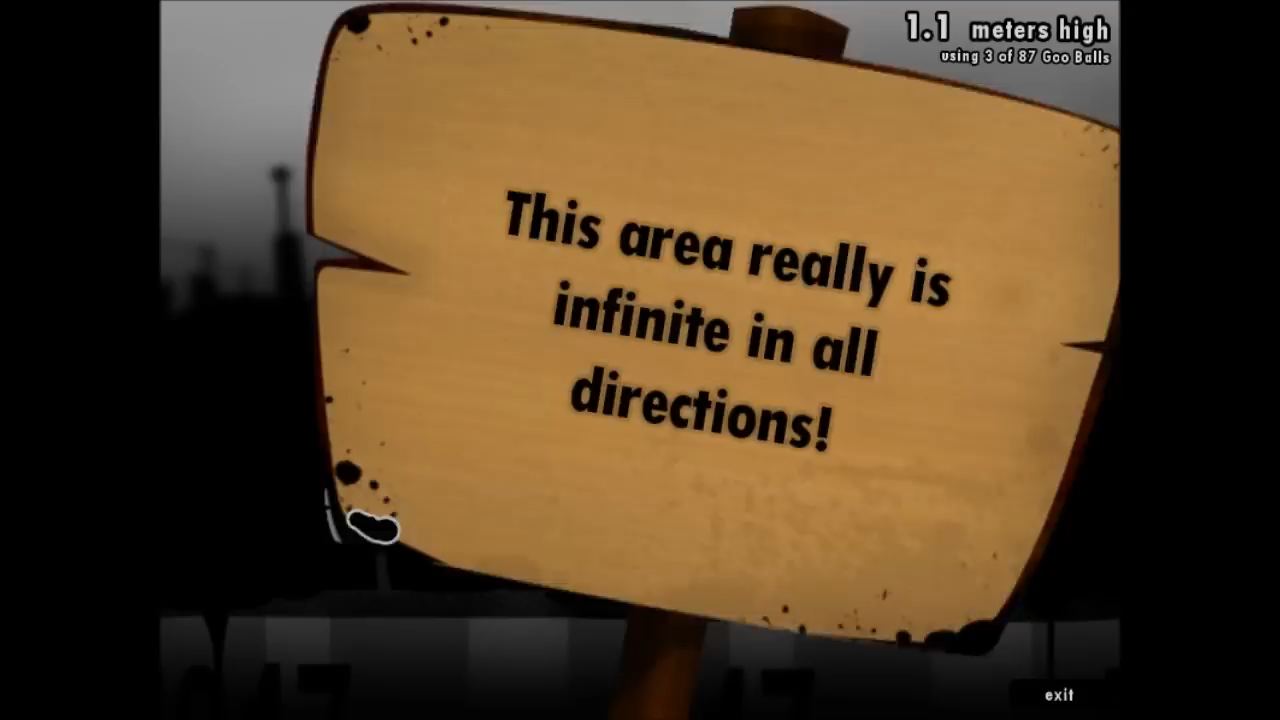 1.1 meters high
using 3 of 87 Goo Balls
This area really is
infinite in all
directions!
exit